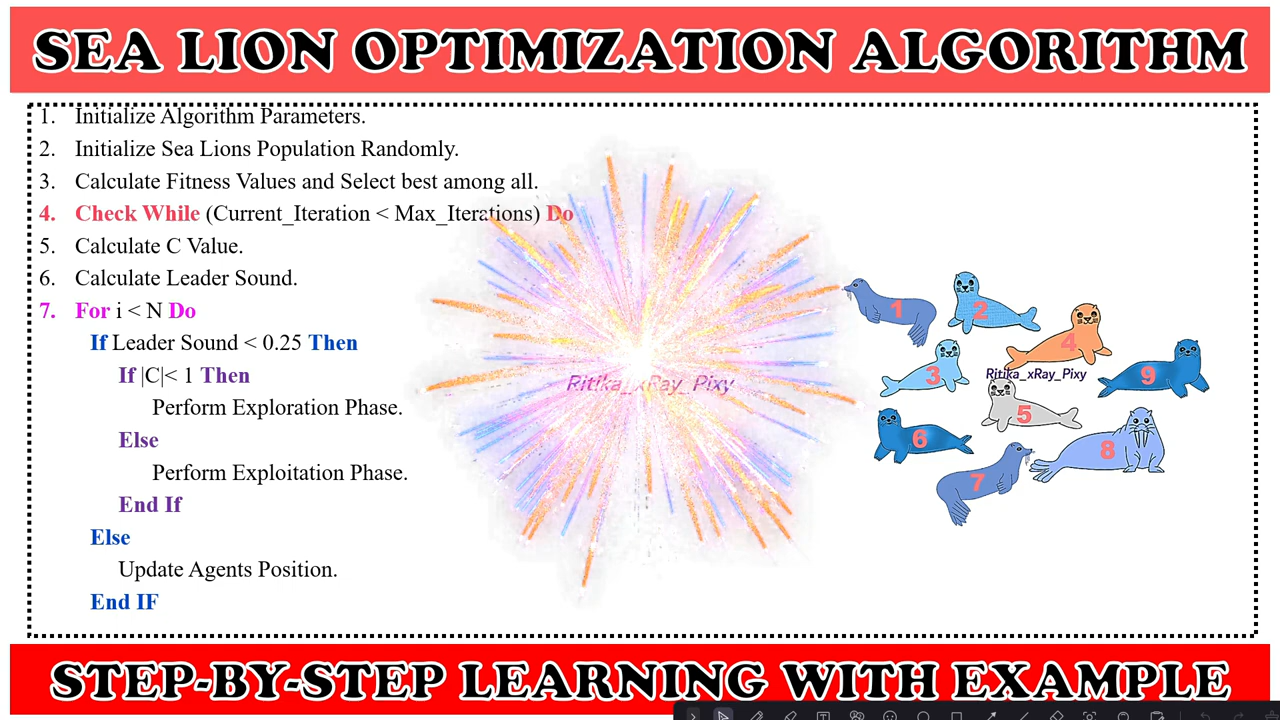 SEA LION OPTIMIZATION ALGORITHM
1. Initialize Algorithm Parameters.
2. Initialize Sea Lions Population Randomly.
3. Calculate Fitness Values and Select best among all.
4. Check While (Current_Iteration < Max_Iterations) Do
5. Calculate C Value.
6. Calculate Leader Sound.
7. For i < N Do
If Leader Sound < 0.25 Then
If |C|< 1 Then
Perform Exploration Phase.
Else
Perform Exploitation Phase.
End If
Else
Update Agents Position.
End IF
Ritika_xRay_Pixy
1
2
4
3
Ritika_xRay_Pixy
9
5
6
8
7
STEP-BY-STEP LEARNING WITH EXAMPLE